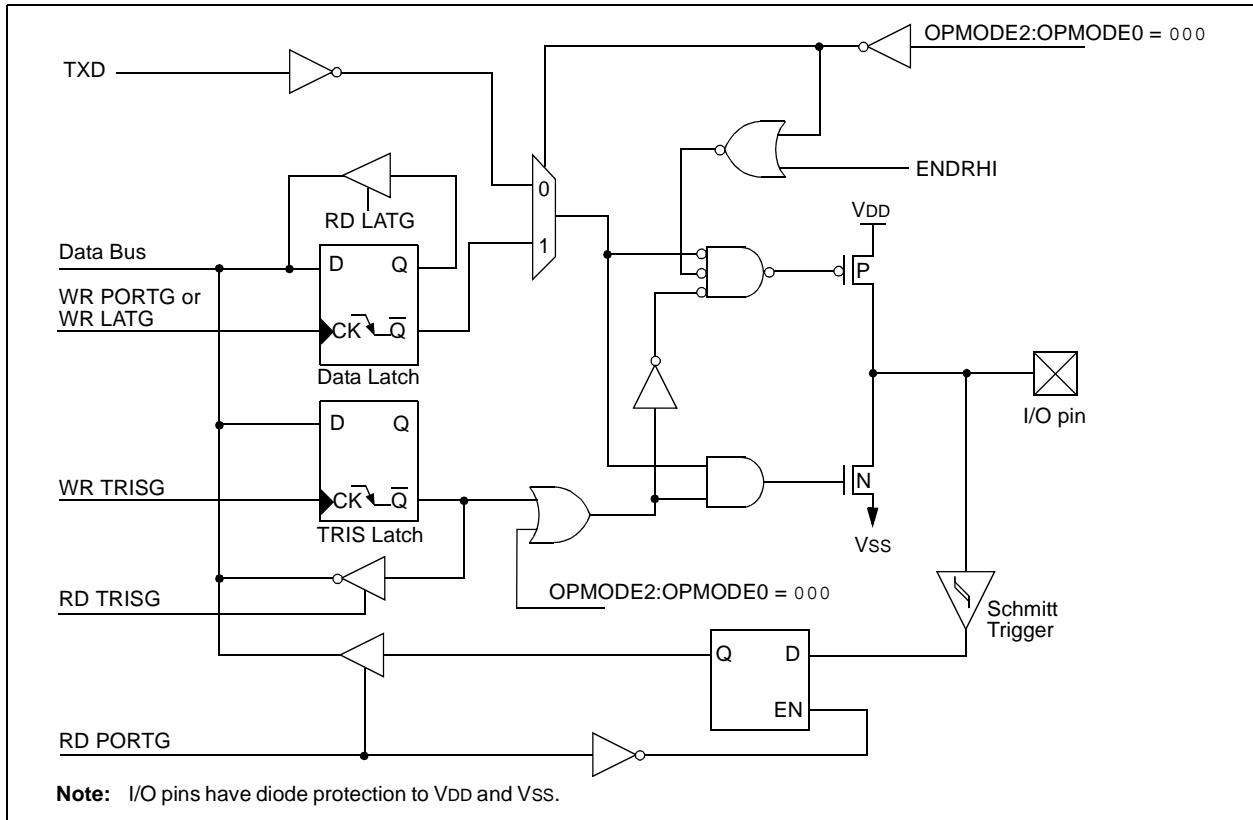 OPMODE2:OPMODE0 = 000
TXD
ENDRHI
0
RD LATG
VDD
Data Bus
D Q
1
P
WR PORTG or
WR LATG
CK Q̅
Data Latch
I/O pin
D Q
N
WR TRISG
CK Q̅
TRIS Latch
VSS
OPMODE2:OPMODE0 = 000
RD TRISG
Schmitt
Trigger
Q D
EN
RD PORTG
Note: I/O pins have diode protection to VDD and VSS.